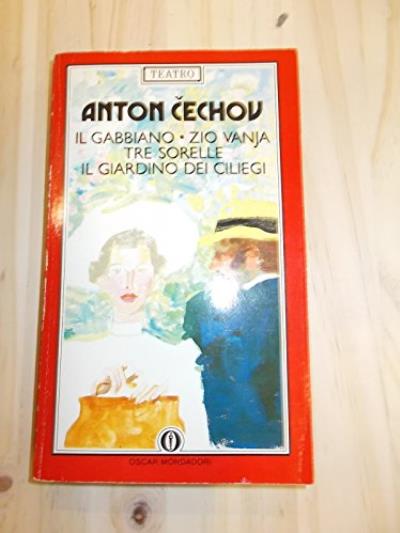 TEATRO
ANTON ČECHOV
IL GABBIANO • ZIO VANJA
TRE SORELLE
IL GIARDINO DEI CILIEGI
OSCAR MONDADORI